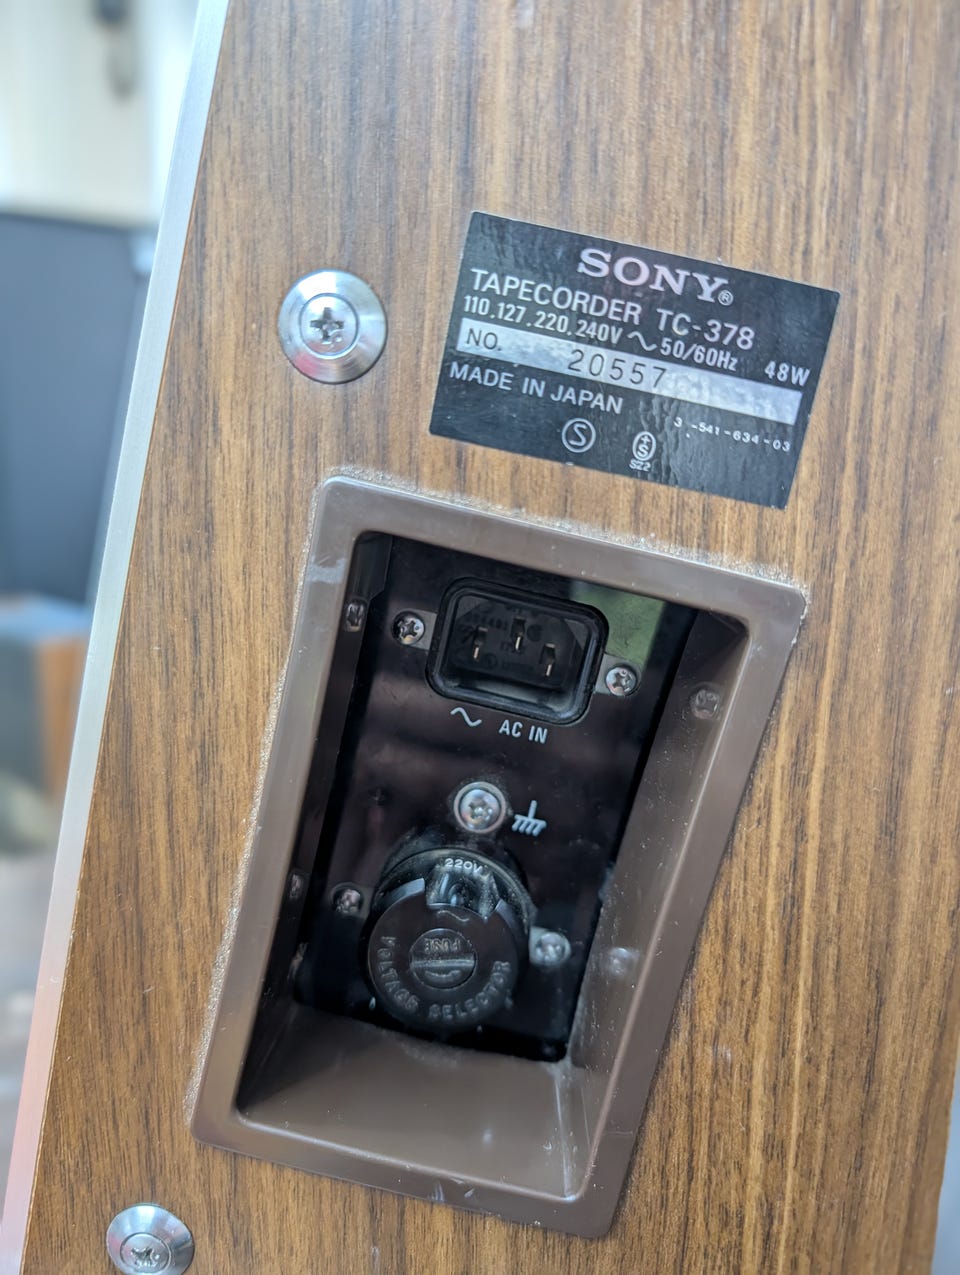 SONY®
TAPECORDER TC-378
110.127.220.240V ~ 50/60Hz 48W
NO. 20557
MADE IN JAPAN
3-541-634-03
S
+S
S22
~ AC IN
220V
FUSE
VOLTAGE SELECTOR